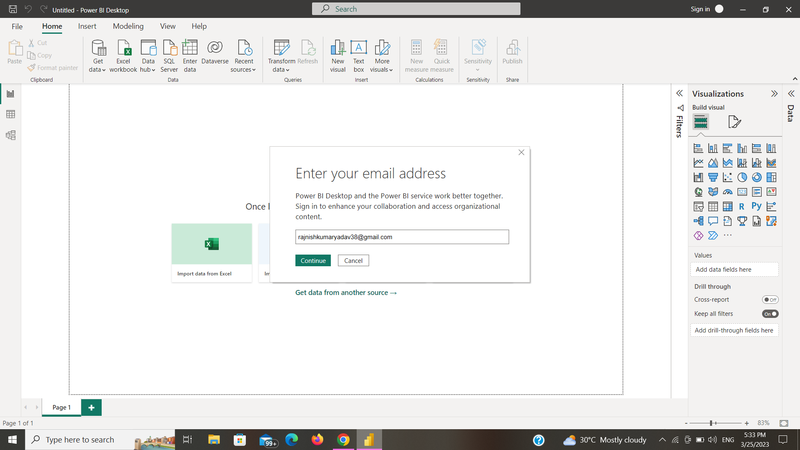 Untitled - Power BI Desktop
Search
Sign in
File
Home
Insert
Modeling
View
Help
Paste
Cut
Copy
Format painter
Clipboard
Get data
Excel workbook
Data hub
SQL Server
Enter data
Dataverse
Recent sources
Data
Transform data
Refresh
Queries
New visual
Text box
More visuals
Insert
New measure
Quick measure
Calculations
Sensitivity
Sensitivity
Publish
Share
Enter your email address
Power BI Desktop and the Power BI service work better together.
Sign in to enhance your collaboration and access organizational
content.
rajnishkumaryadav38@gmail.com
Continue
Cancel
Once
Import data from Excel
Get data from another source →
Filters
Visualizations
Build visual
R
Py
123
Values
Add data fields here
Drill through
Cross-report
Off
Keep all filters
On
Add drill-through fields here
Data
Page 1
Page 1 of 1
83%
Type here to search
99+
30°C Mostly cloudy
ENG
5:33 PM
3/25/2023